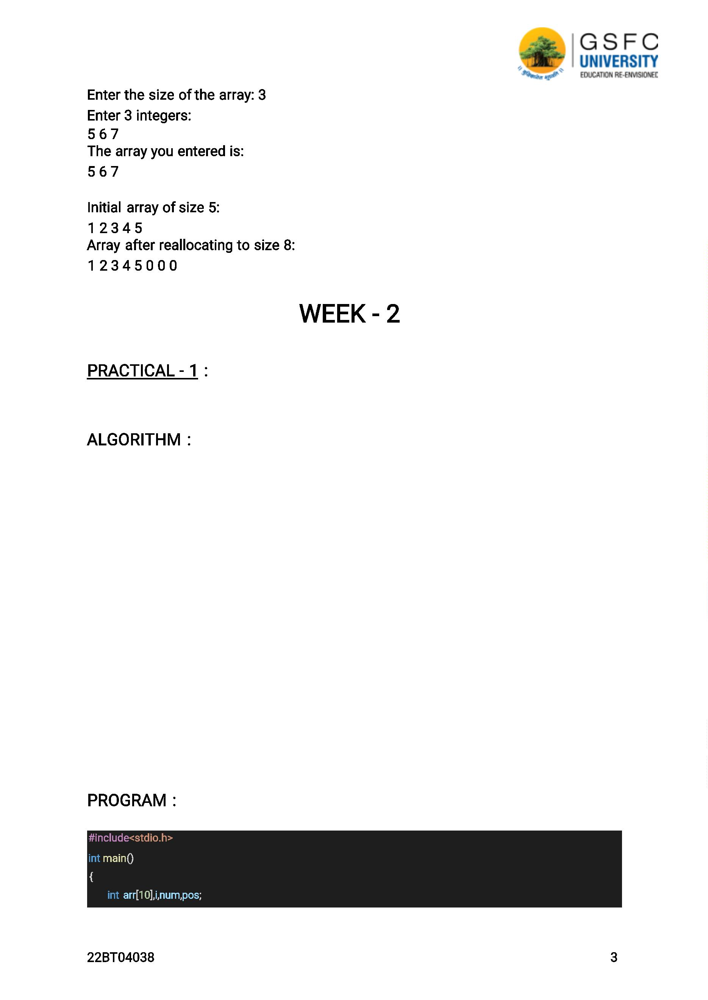 GSFC
UNIVERSITY
EDUCATION RE-ENVISIONED
Enter the size of the array: 3
Enter 3 integers:
5 6 7
The array you entered is:
5 6 7
Initial array of size 5:
1 2 3 4 5
Array after reallocating to size 8:
1 2 3 4 5 0 0 0
WEEK - 2
PRACTICAL - 1 :
ALGORITHM :
PROGRAM :
#include<stdio.h>
int main()
{
int arr[10],i,num,pos;
22BT04038 3